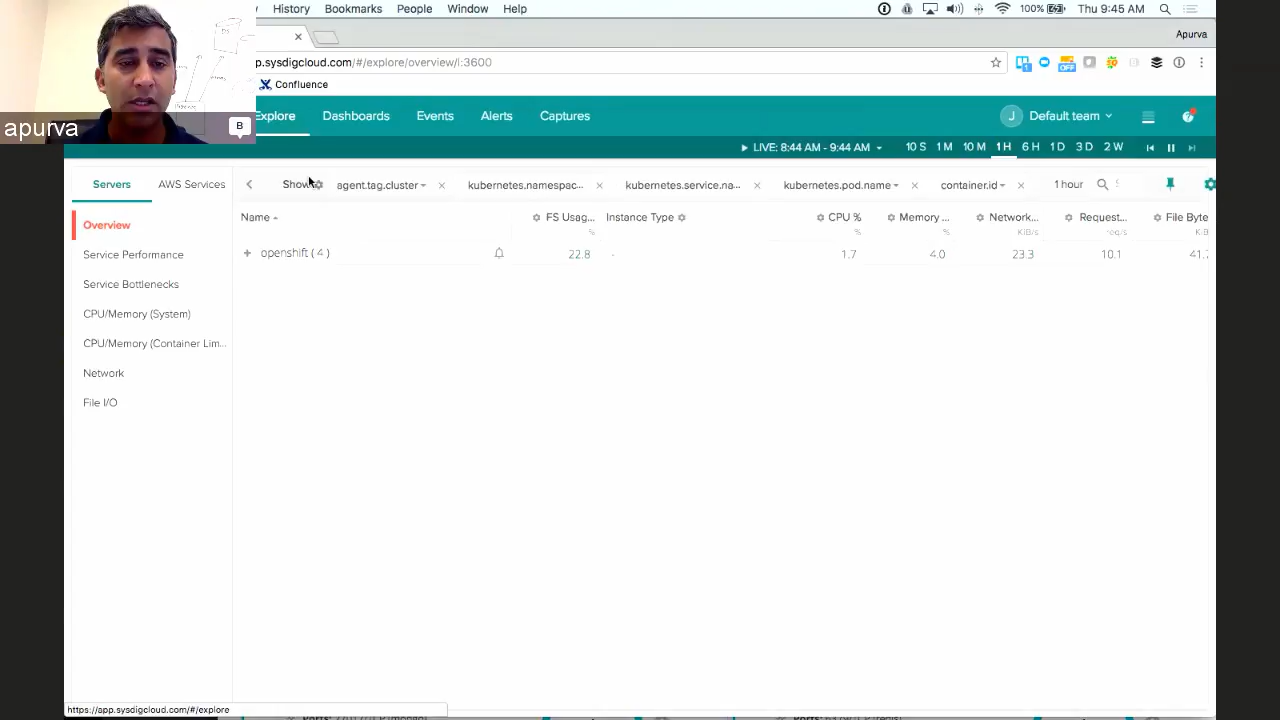 History Bookmarks People Window Help 100% Thu 9:45 AM
Apurva
p.sysdigcloud.com/#/explore/overview/l:3600
Confluence
DS
apurva
B
Explore Dashboards Events Alerts Captures J Default team
LIVE: 8:44 AM - 9:44 AM 10 S 1 M 10 M 1 H 6 H 1 D 3 D 2 W
Servers AWS Services
Show agent.tag.cluster kubernetes.namespac... kubernetes.service.na... kubernetes.pod.name container.id 1 hour
Name FS Usag... Instance Type CPU % Memory ... Network... Request... File Byte
% % KiB/s req/s KiB
openshift ( 4 ) 22.8 - 1.7 4.0 23.3 10.1 41.7
Overview
Service Performance
Service Bottlenecks
CPU/Memory (System)
CPU/Memory (Container Lim...
Network
File I/O
https://app.sysdigcloud.com/#/explore